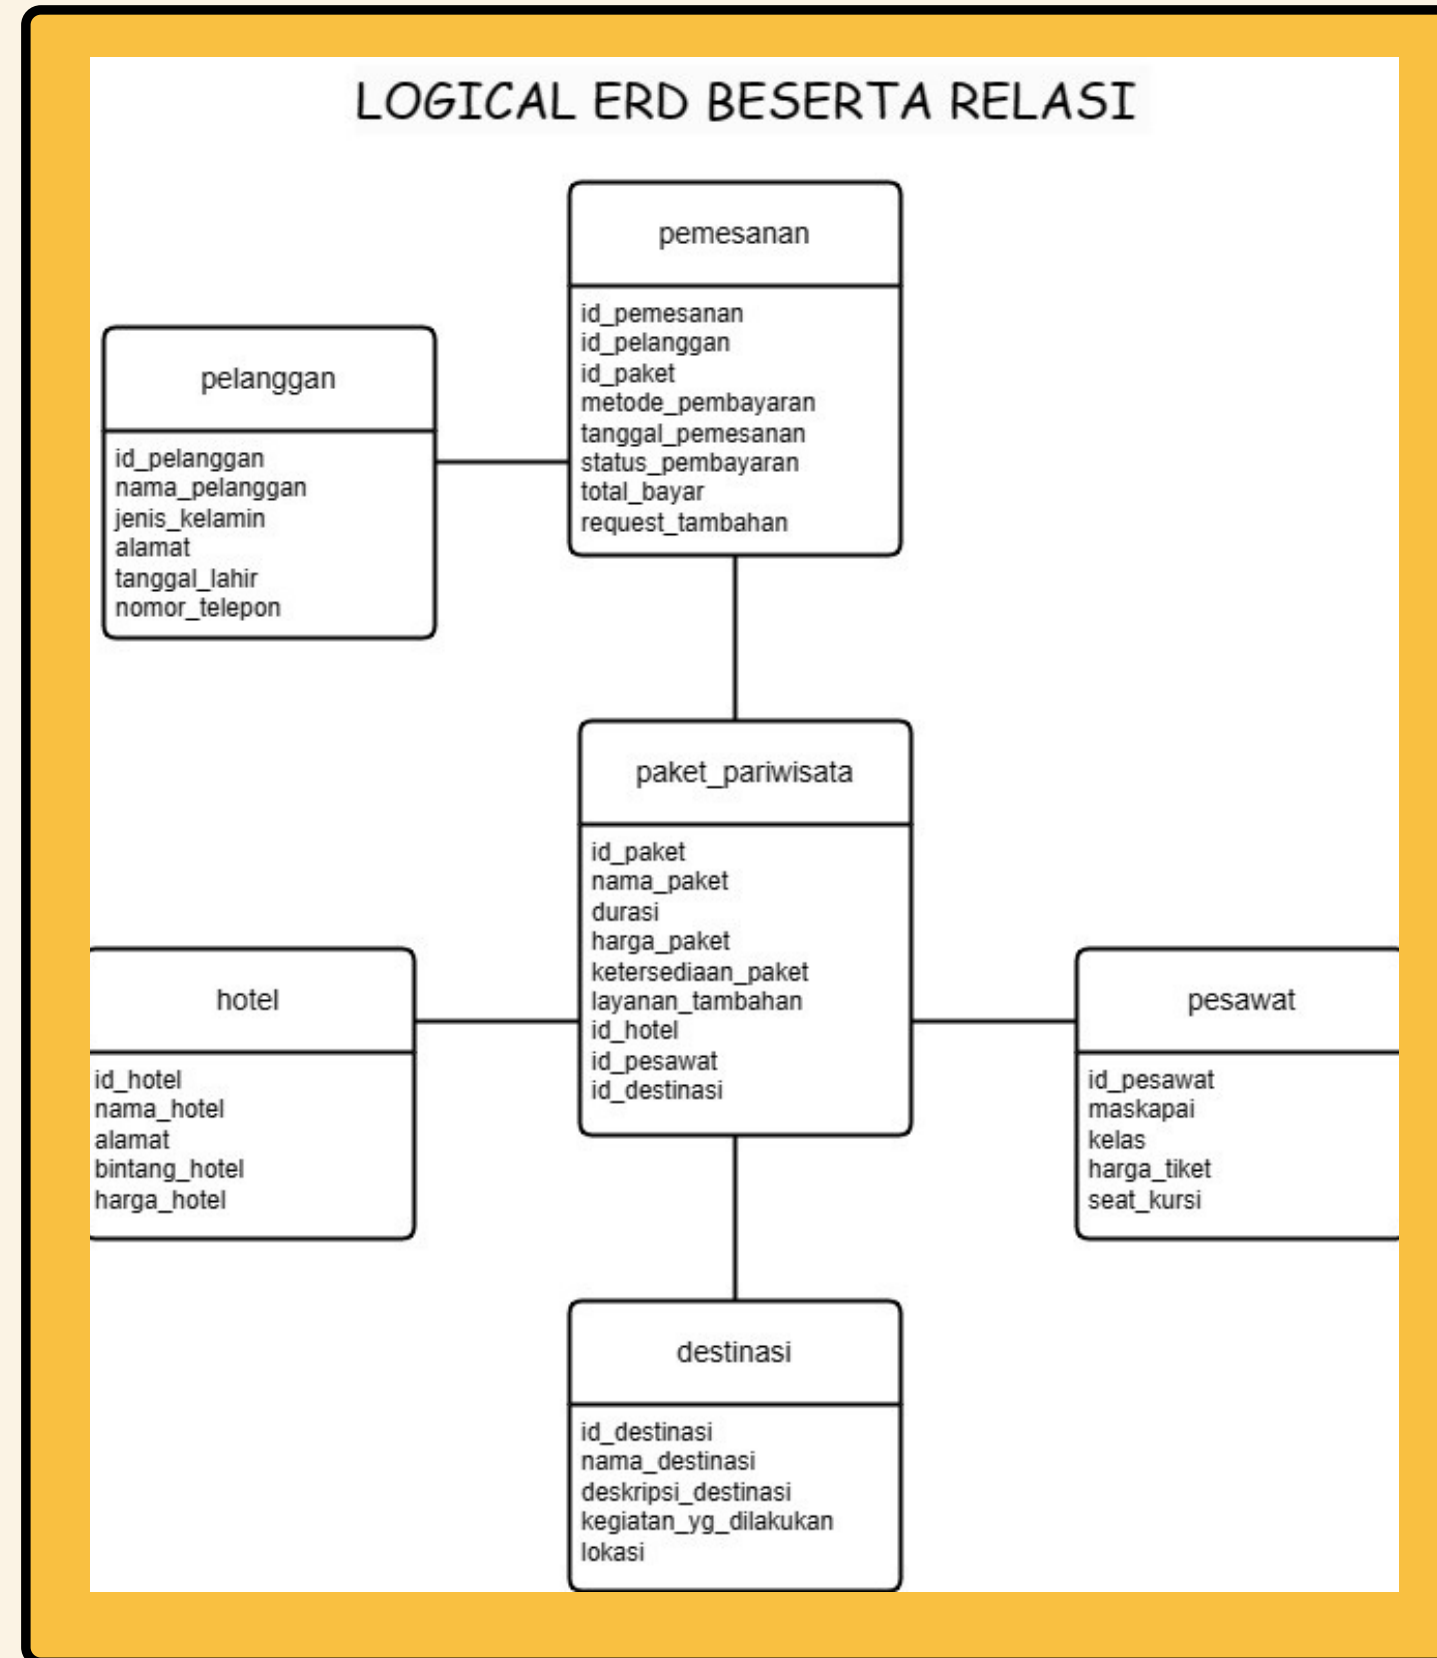 LOGICAL ERD BESERTA RELASI
pemesanan
id_pemesanan
id_pelanggan
id_paket
metode_pembayaran
tanggal_pemesanan
status_pembayaran
total_bayar
request_tambahan
pelanggan
id_pelanggan
nama_pelanggan
jenis_kelamin
alamat
tanggal_lahir
nomor_telepon
paket_pariwisata
id_paket
nama_paket
durasi
harga_paket
ketersediaan_paket
layanan_tambahan
id_hotel
id_pesawat
id_destinasi
hotel
id_hotel
nama_hotel
alamat
bintang_hotel
harga_hotel
pesawat
id_pesawat
maskapai
kelas
harga_tiket
seat_kursi
destinasi
id_destinasi
nama_destinasi
deskripsi_destinasi
kegiatan_yg_dilakukan
lokasi